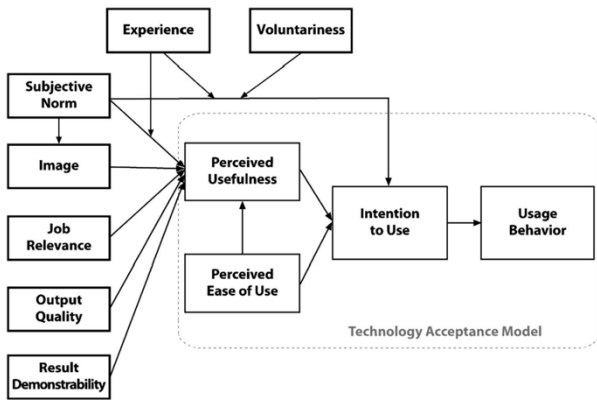 Experience
Voluntariness
Subjective
Norm
Image
Perceived
Usefulness
Job
Relevance
Intention
to Use
Usage
Behavior
Perceived
Ease of Use
Output
Quality
Technology Acceptance Model
Result
Demonstrability